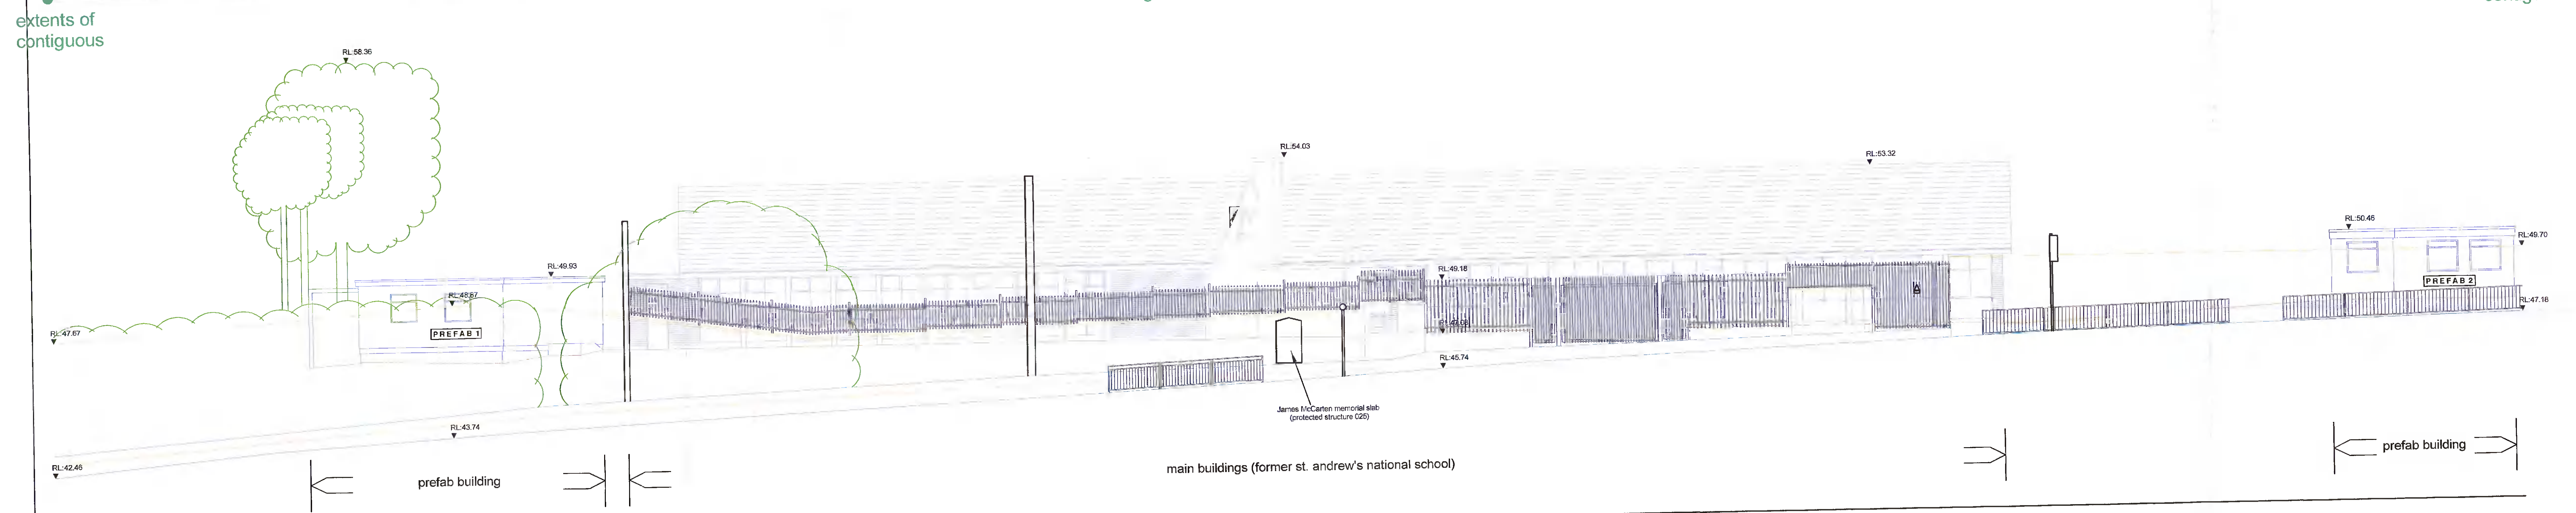 extents of
contiguous
RL:58.36
RL:54.03
RL:53.32
RL:50.46
RL:49.70
RL:49.93
RL:49.18
RL:48.67
PREFAB 2
RL:47.18
RL:47.67
PREFAB 1
RL:45.74
James McCarten memorial slab
(protected structure 025)
RL:43.74
RL:42.46
prefab building
main buildings (former st. andrew's national school)
prefab building